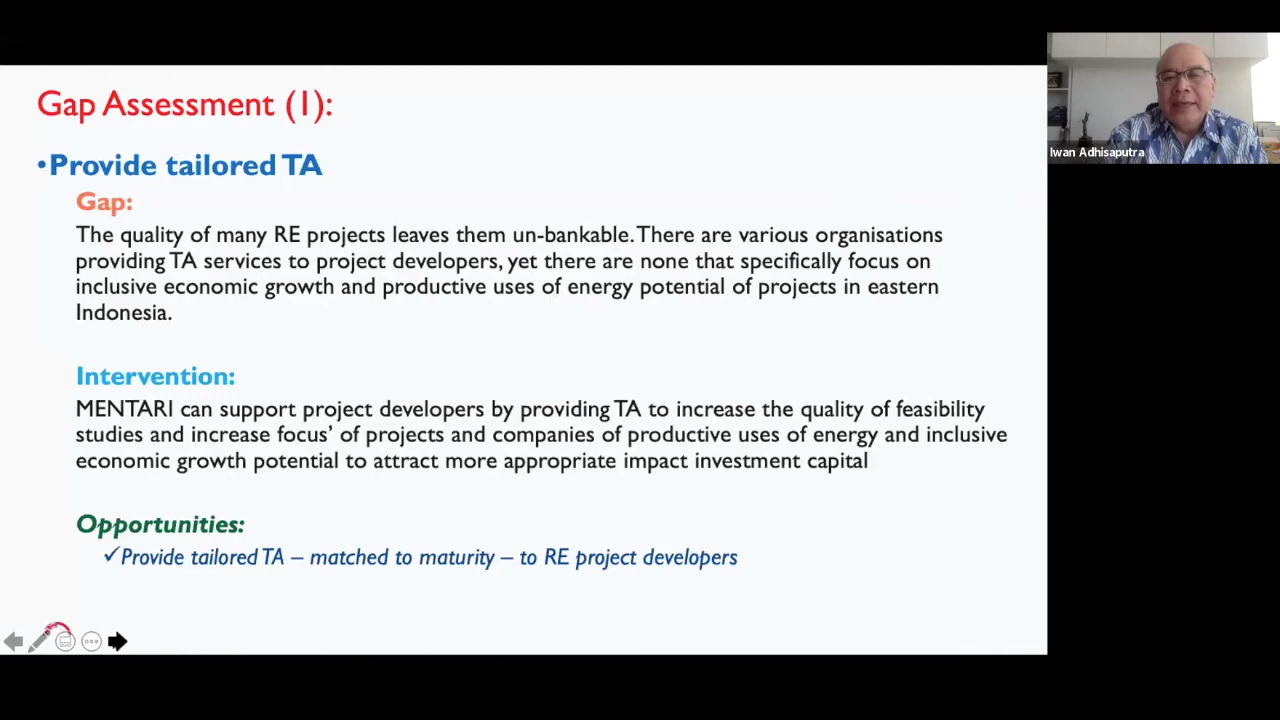 Gap Assessment (1):
•Provide tailored TA
Gap:
The quality of many RE projects leaves them un-bankable. There are various organisations
providing TA services to project developers, yet there are none that specifically focus on
inclusive economic growth and productive uses of energy potential of projects in eastern
Indonesia.
Intervention:
MENTARI can support project developers by providing TA to increase the quality of feasibility
studies and increase focus’ of projects and companies of productive uses of energy and inclusive
economic growth potential to attract more appropriate impact investment capital
Opportunities:
✓Provide tailored TA – matched to maturity – to RE project developers
Iwan Adhisaputra